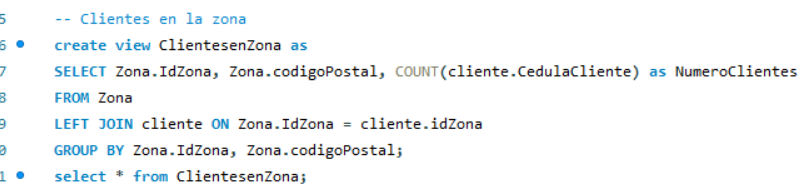 5 -- Clientes en la zona
6 create view ClientesenZona as
7 SELECT Zona.IdZona, Zona.codigoPostal, COUNT(cliente.CedulaCliente) as NumeroClientes
8 FROM Zona
9 LEFT JOIN cliente ON Zona.IdZona = cliente.idZona
0 GROUP BY Zona.IdZona, Zona.codigoPostal;
1 select * from ClientesenZona;